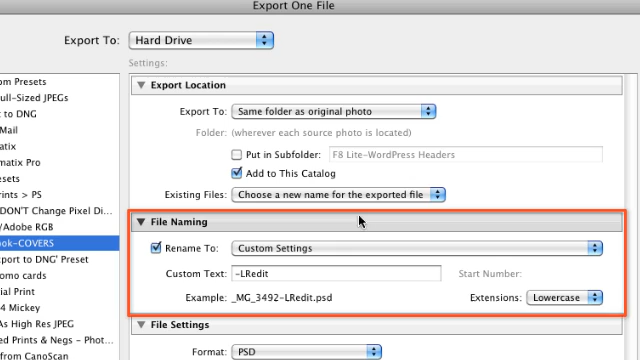 Export One File
Export To: Hard Drive
Settings:
om Presets
ull-Sized JPEGs
t to DNG
Mail
atix
matix Pro
esets
rints > PS
DON'T Change Pixel Di...
/Adobe RGB
ook-COVERS
xport to DNG' Preset
omo cards
ial Print
4 Mickey
As High Res JPEG
ed Prints & Negs - Phot...
from CanoScan
Export Location
Export To: Same folder as original photo
Folder: (wherever each source photo is located)
Put in Subfolder: F8 Lite-WordPress Headers
Add to This Catalog
Existing Files: Choose a new name for the exported file
File Naming
Rename To: Custom Settings
Custom Text: -LRedit Start Number:
Example: _MG_3492-LRedit.psd Extensions: Lowercase
File Settings
Format: PSD